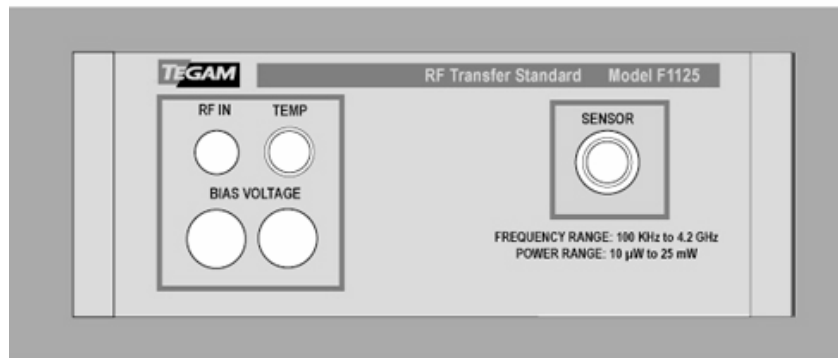 TEGAM
RF Transfer Standard Model F1125
RF IN TEMP
BIAS VOLTAGE
SENSOR
FREQUENCY RANGE: 100 KHz to 4.2 GHz
POWER RANGE: 10 µW to 25 mW